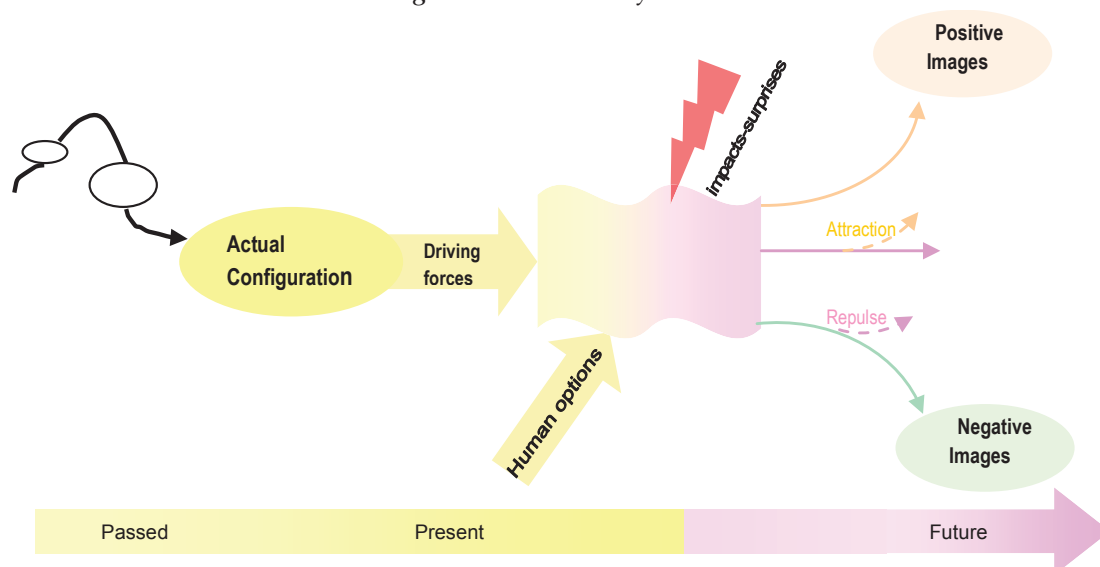 Positive
Images
impacts-surprises
Attraction
Actual
Configuration
Driving
forces
Repulse
Human options
Negative
Images
Passed
Present
Future